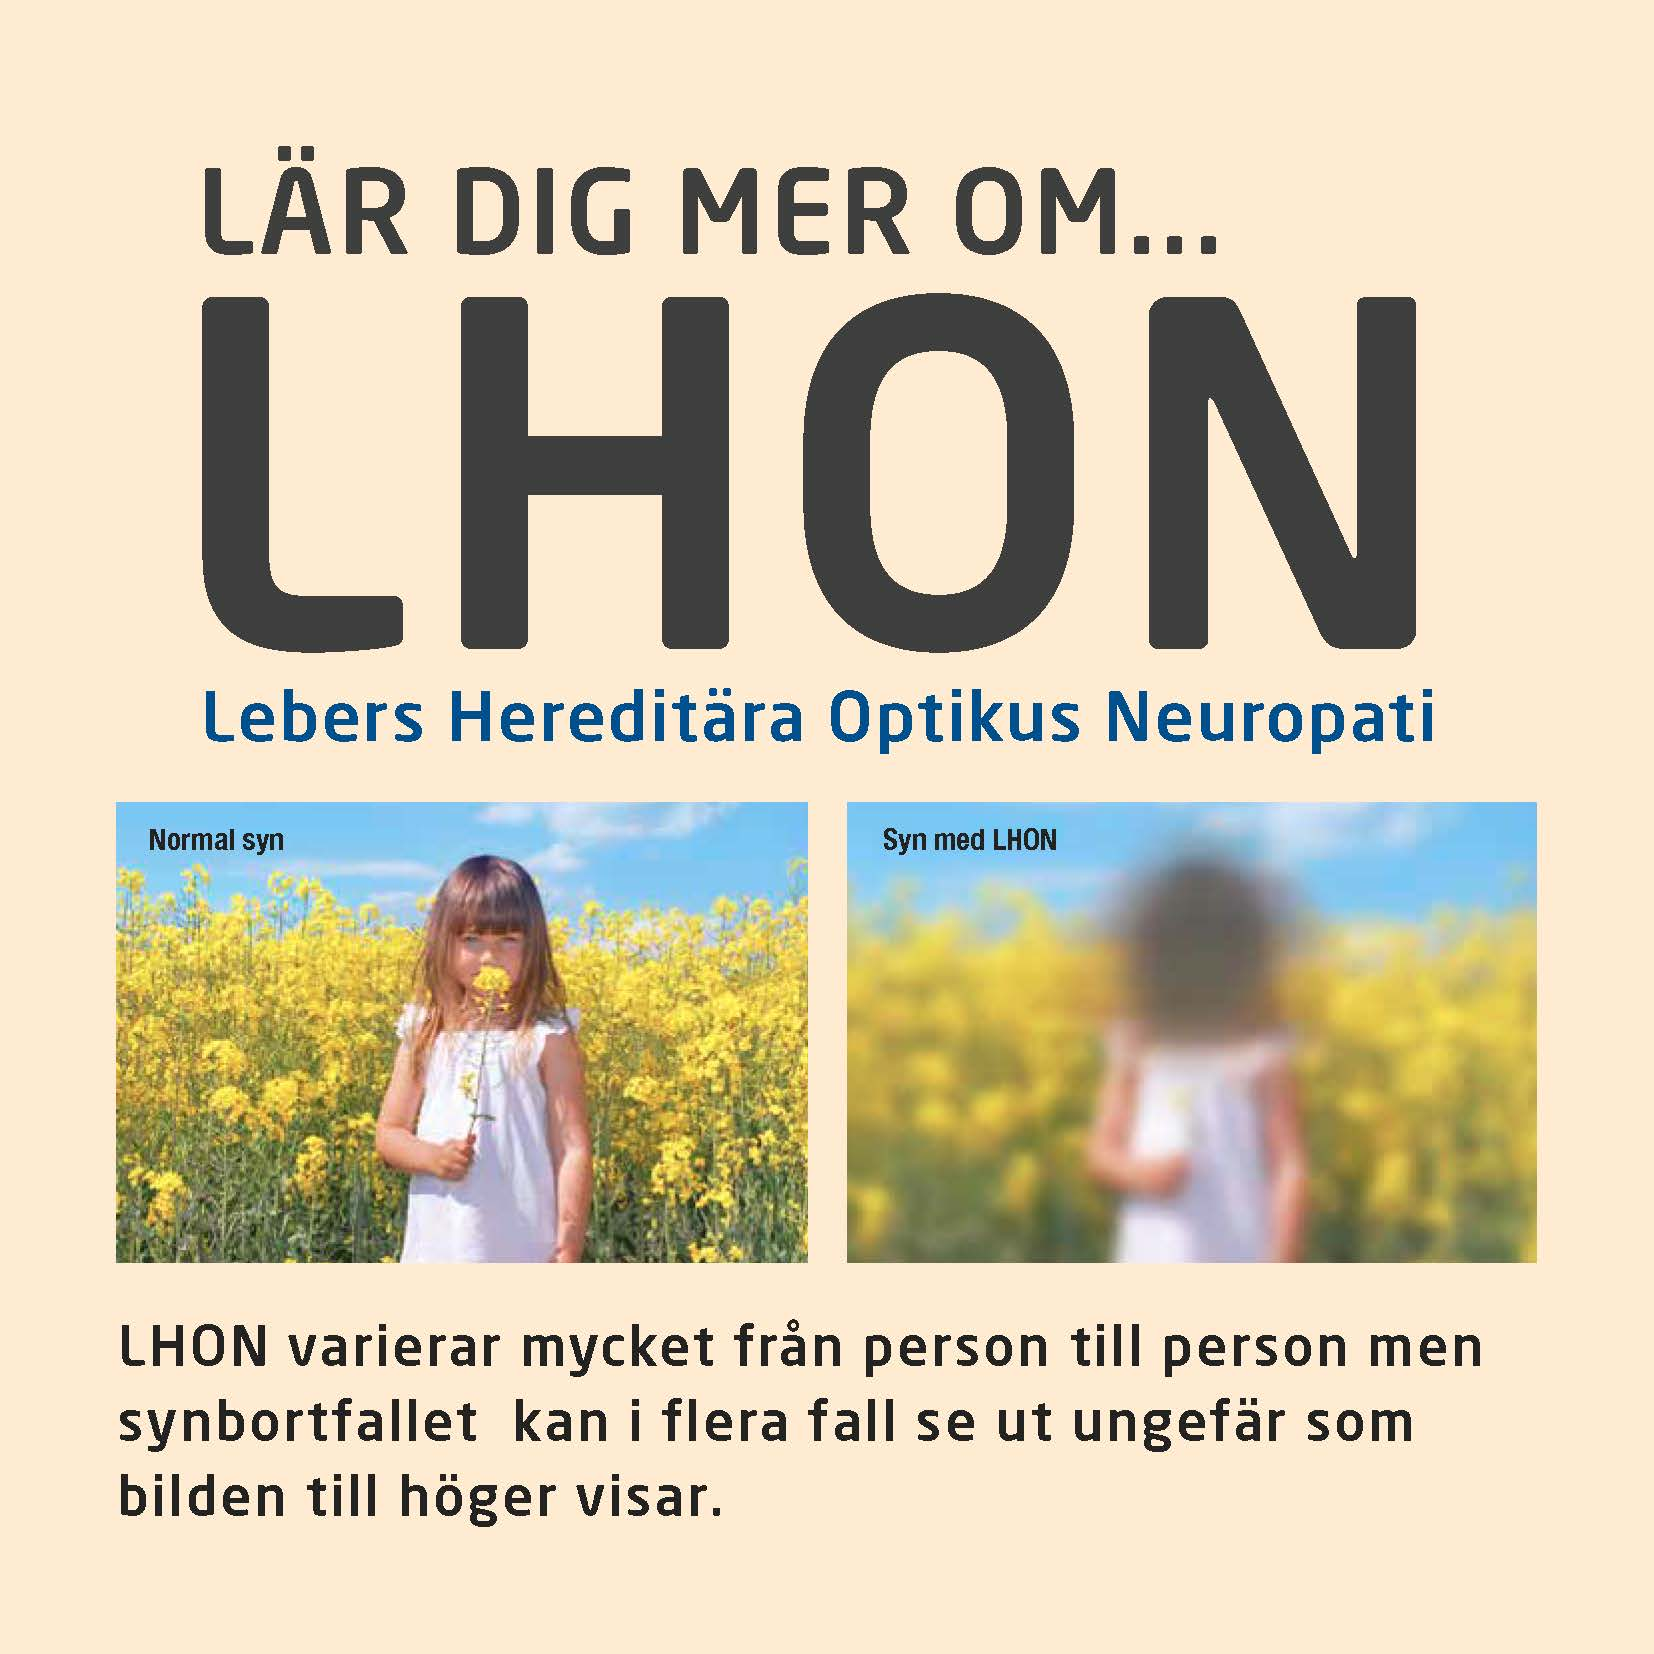 LÄR DIG MER OM...
LHON
Lebers Hereditära Optikus Neuropati
Normal syn
Syn med LHON
LHON varierar mycket från person till person men
synbortfallet kan i flera fall se ut ungefär som
bilden till höger visar.